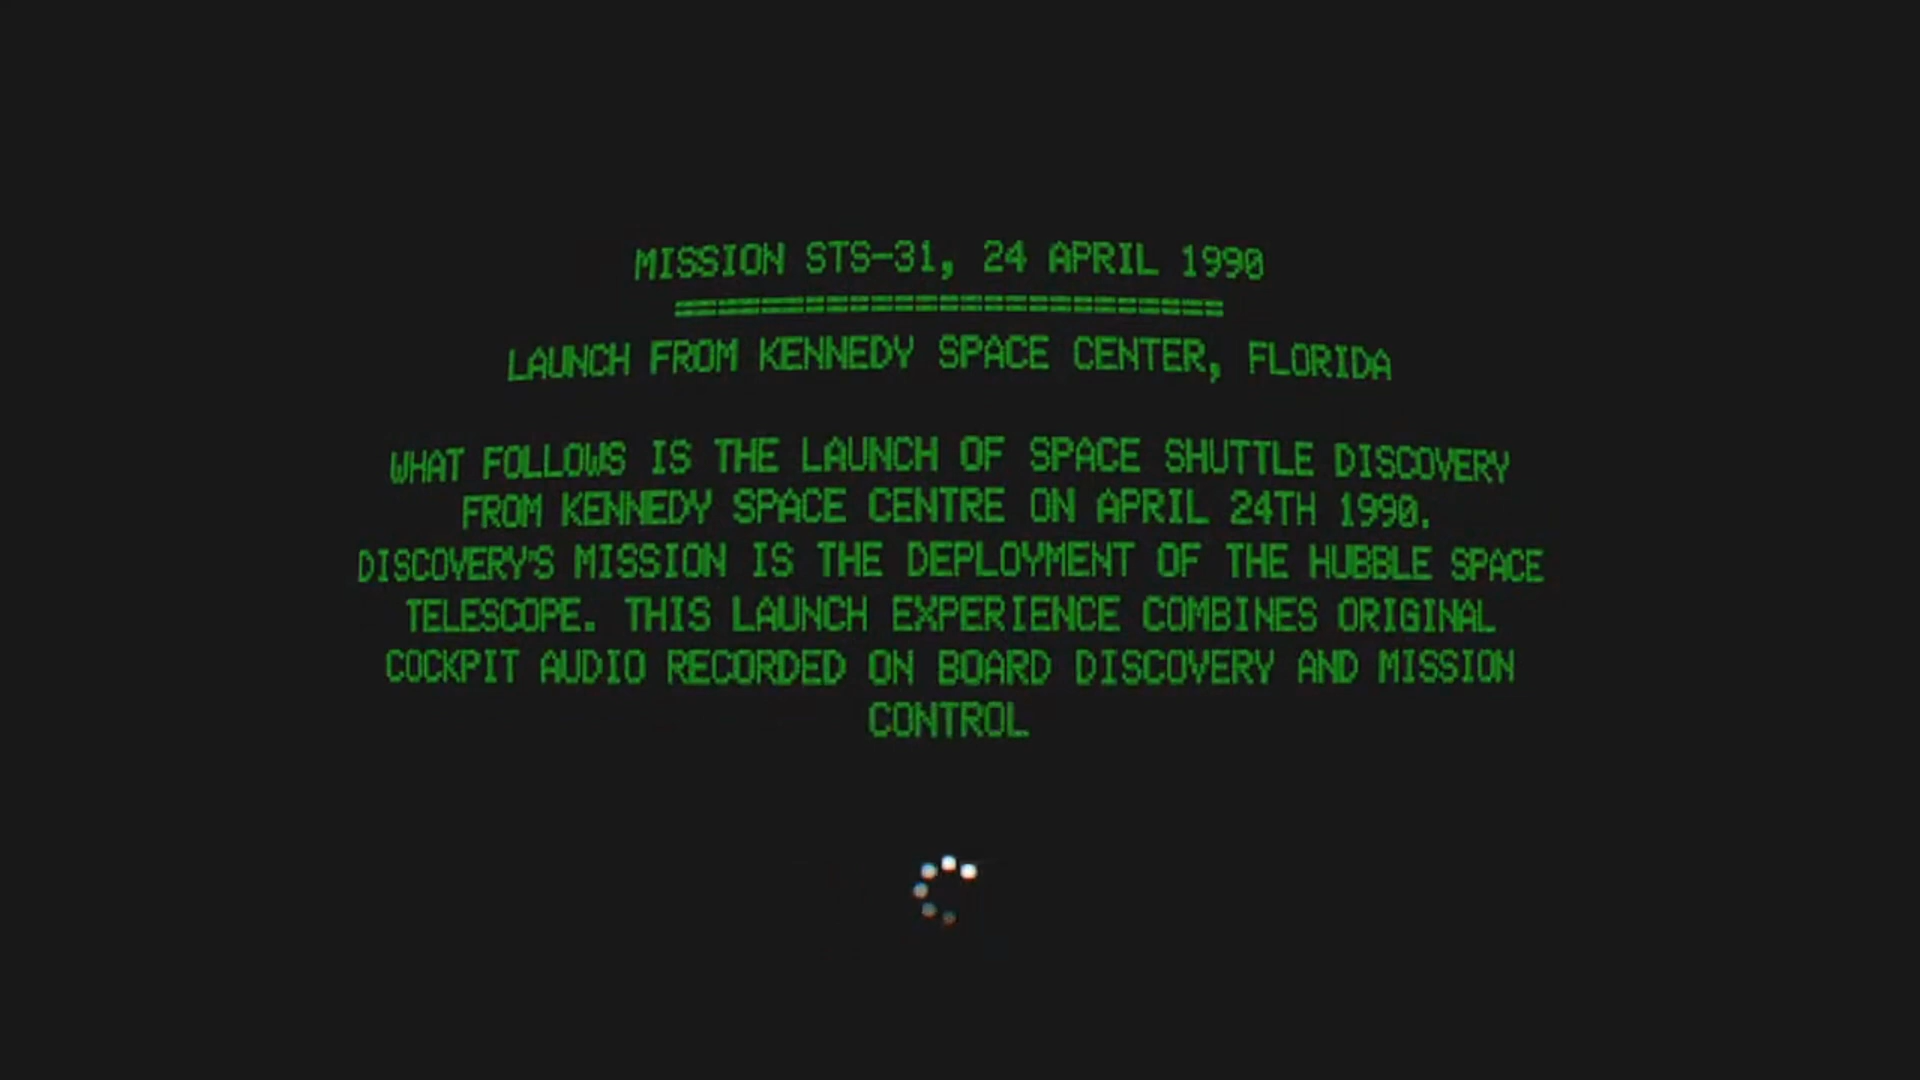 MISSION STS-31, 24 APRIL 1990
=========================
LAUNCH FROM KENNEDY SPACE CENTER, FLORIDA
WHAT FOLLOWS IS THE LAUNCH OF SPACE SHUTTLE DISCOVERY
FROM KENNEDY SPACE CENTRE ON APRIL 24TH 1990.
DISCOVERY'S MISSION IS THE DEPLOYMENT OF THE HUBBLE SPACE
TELESCOPE. THIS LAUNCH EXPERIENCE COMBINES ORIGINAL
COCKPIT AUDIO RECORDED ON BOARD DISCOVERY AND MISSION
CONTROL